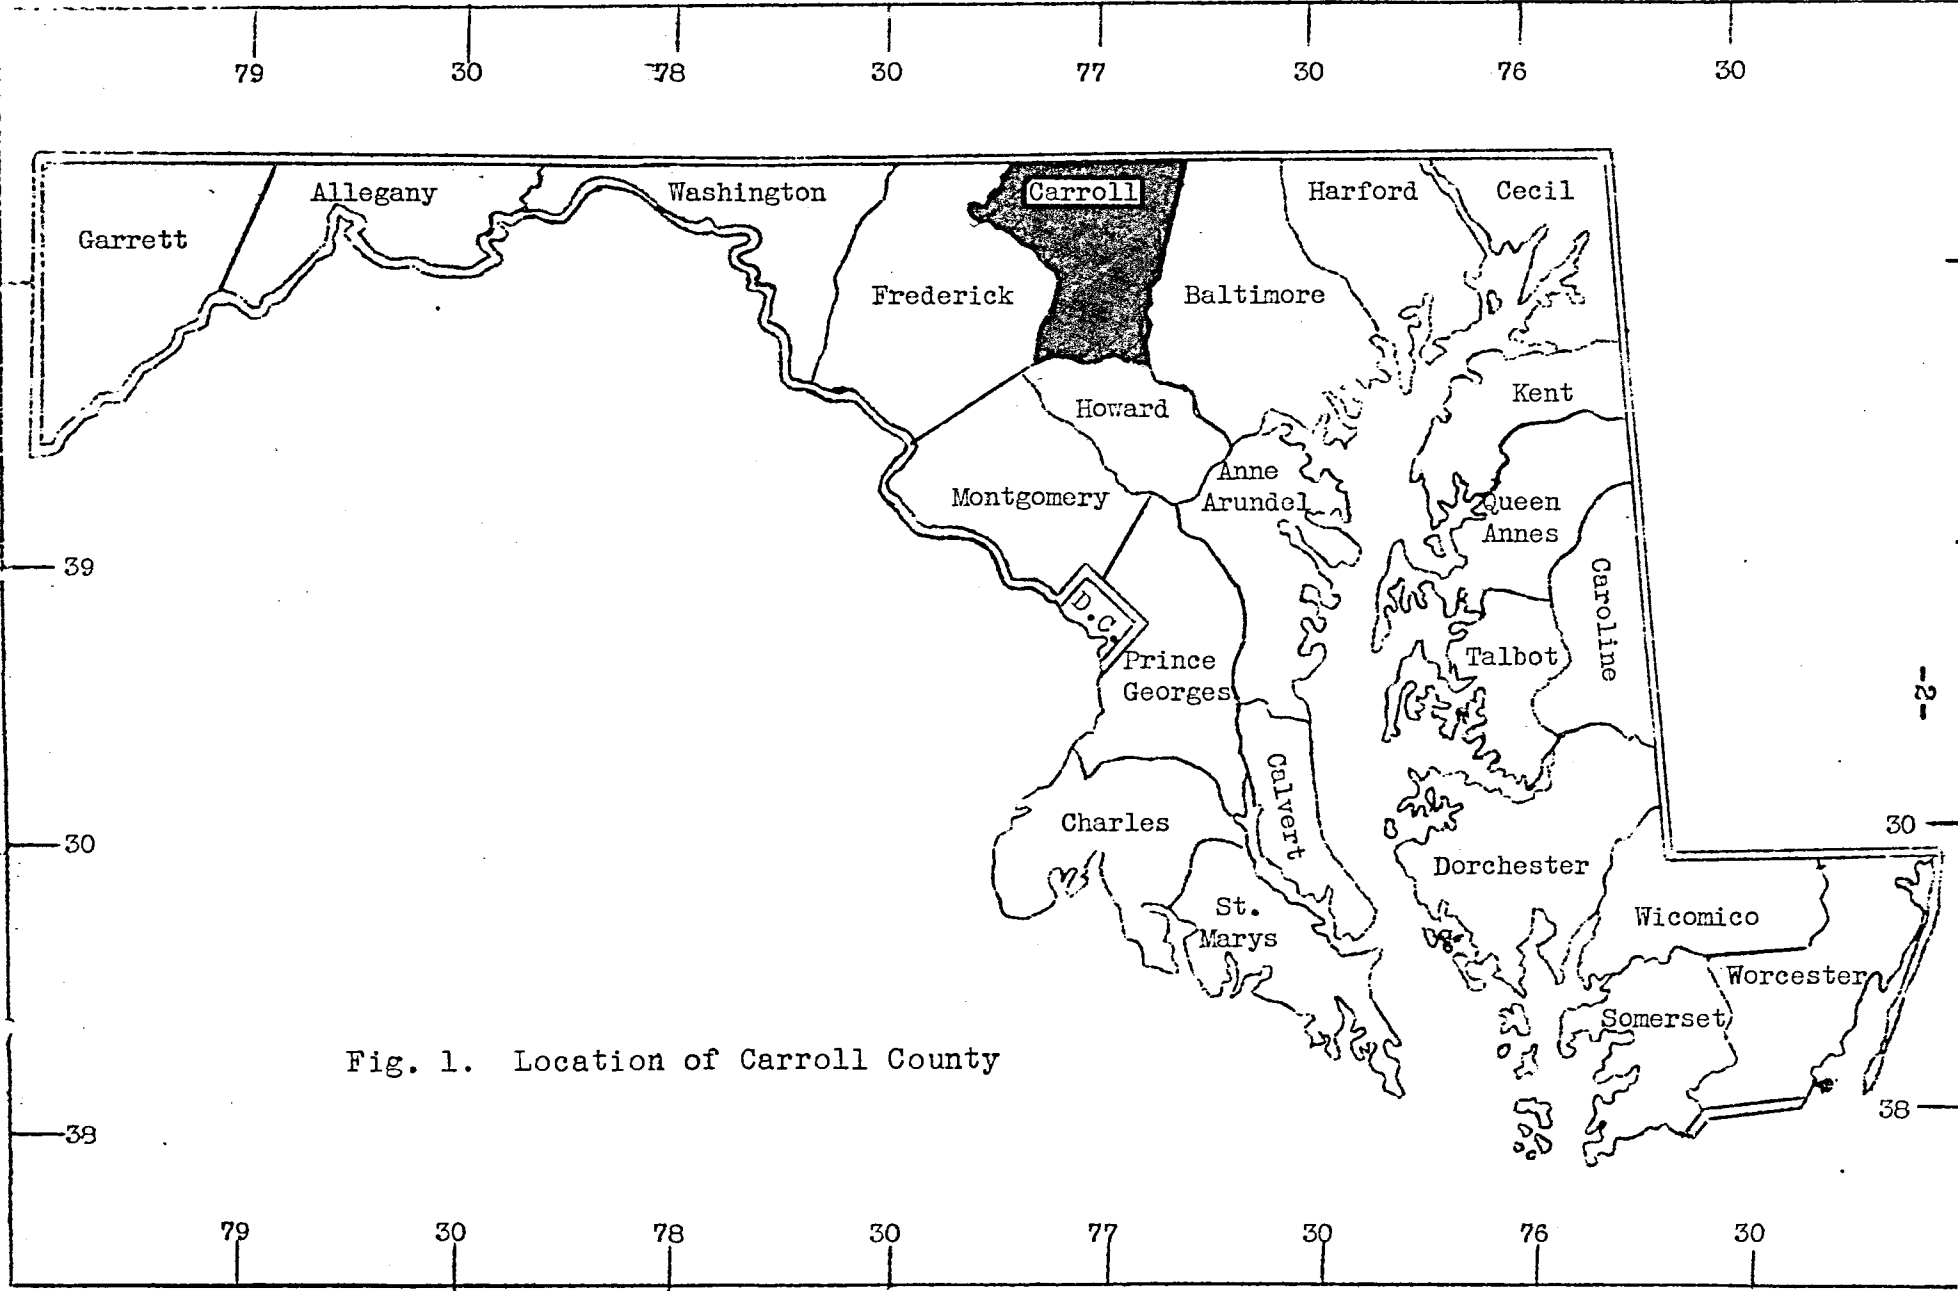 79 30 78 30 77 30 76 30
Allegany
Washington
Carroll
Harford
Cecil
Garrett
Frederick
Baltimore
Kent
Howard
Anne
Arundel
Montgomery
Queen
Annes
39
Caroline
D.C.
Talbot
Prince
Georges
-2-
Calvert
Charles
30
30
Dorchester
St.
Marys
Wicomico
Worcester
Somerset
Fig. 1. Location of Carroll County
38
38
79 30 78 30 77 30 76 30